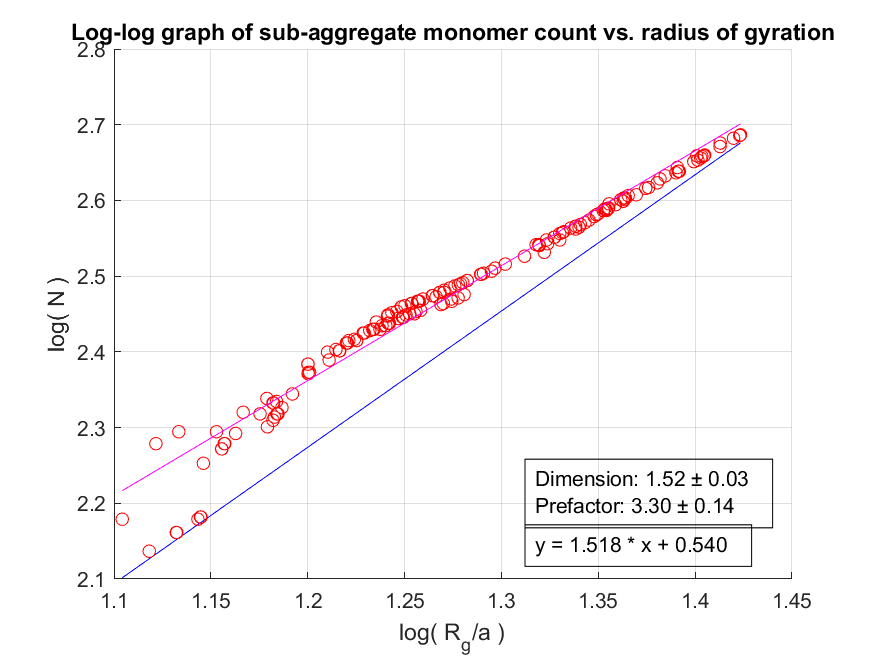 Log-log graph of sub-aggregate monomer count vs. radius of gyration
2.8
2.7
2.6
2.5
2.4
2.3
2.2
2.1
log( N )
Dimension: 1.52 ± 0.03
Prefactor: 3.30 ± 0.14
y = 1.518 * x + 0.540
1.1 1.15 1.2 1.25 1.3 1.35 1.4 1.45
log( R_g/a )